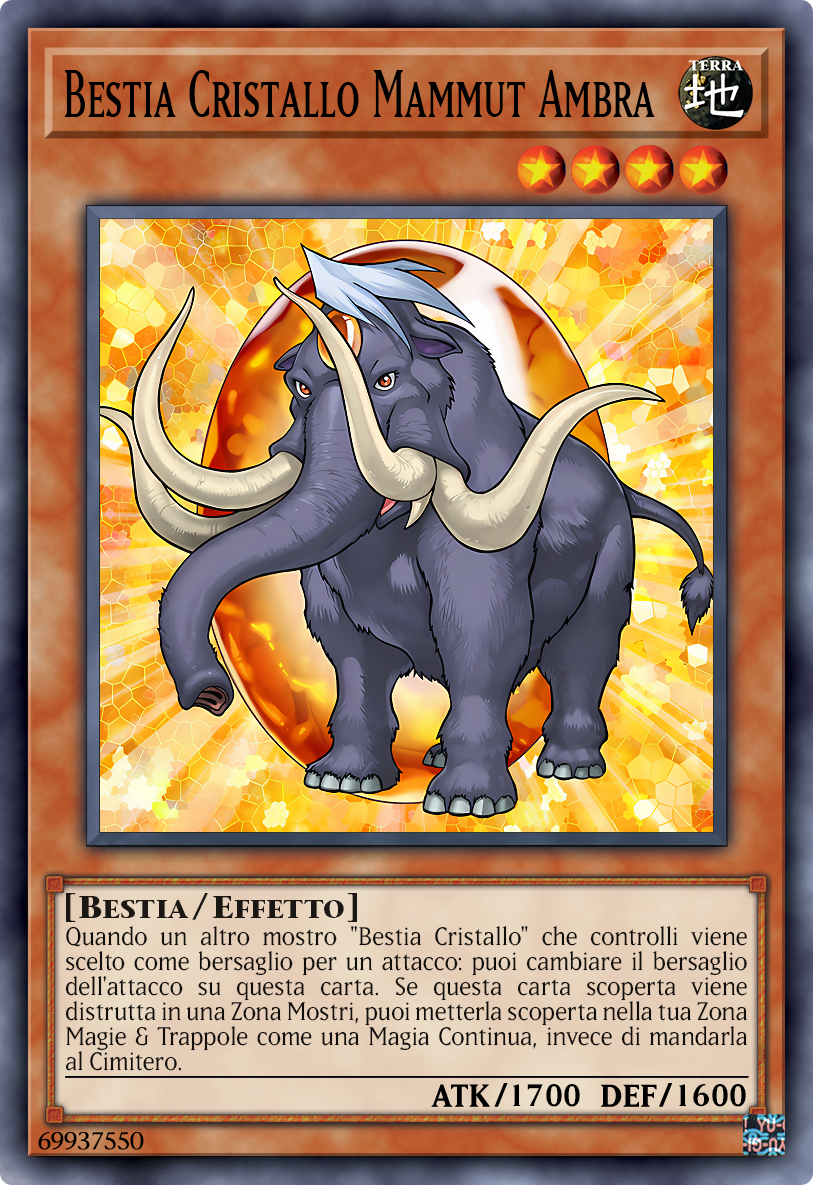 Bestia Cristallo Mammut Ambra
TERRA
地
[Bestia/Effetto]
Quando un altro mostro "Bestia Cristallo" che controlli viene
scelto come bersaglio per un attacco: puoi cambiare il bersaglio
dell'attacco su questa carta. Se questa carta scoperta viene
distrutta in una Zona Mostri, puoi metterla scoperta nella tua Zona
Magie & Trappole come una Magia Continua, invece di mandarla
al Cimitero.
ATK/1700 DEF/1600
69937550